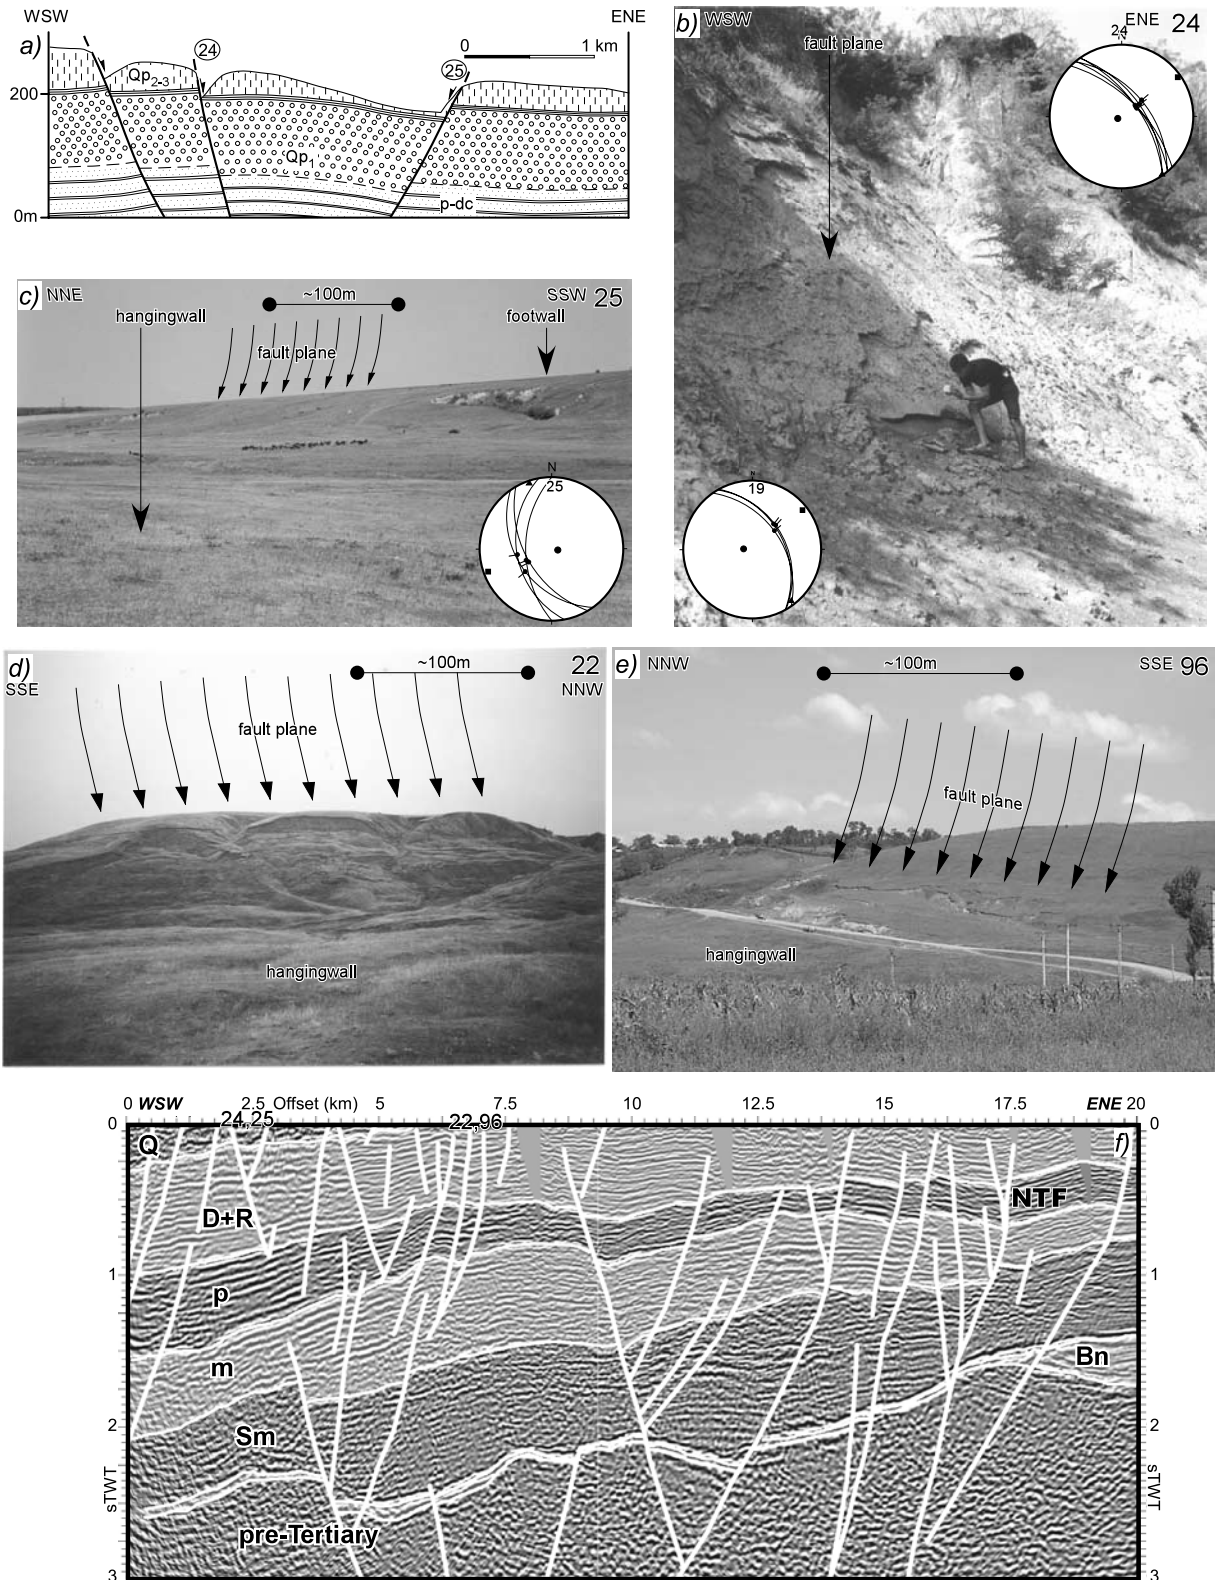 WSW
ENE
a)
24
0
1 km
25
Qp2-3
200
Qp1
p-dc
0m
b) WSW
ENE 24
fault plane
N
24
N
19
c) NNE
SSW 25
~100m
hangingwall
footwall
fault plane
N
25
d)
SSE
~100m
22
NNW
fault plane
hangingwall
e) NNW
~100m
SSE 96
fault plane
hangingwall
0 WSW 2.5 Offset (km) 5 7.5 10 12.5 15 17.5 ENE 20
24,25
22,96
0
0
Q
f)
NTF
D+R
1
1
p
m
Bn
2
2
Sm
sTWT
sTWT
pre-Tertiary
3
3